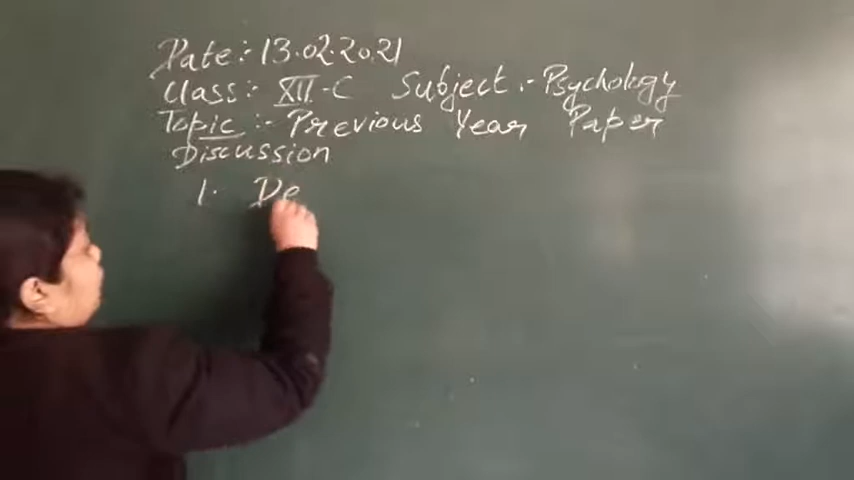 Date:- 13.02.2021
Class:- XII-C Subject:- Psychology
Topic:- Previous Year Paper
Discussion
1. De